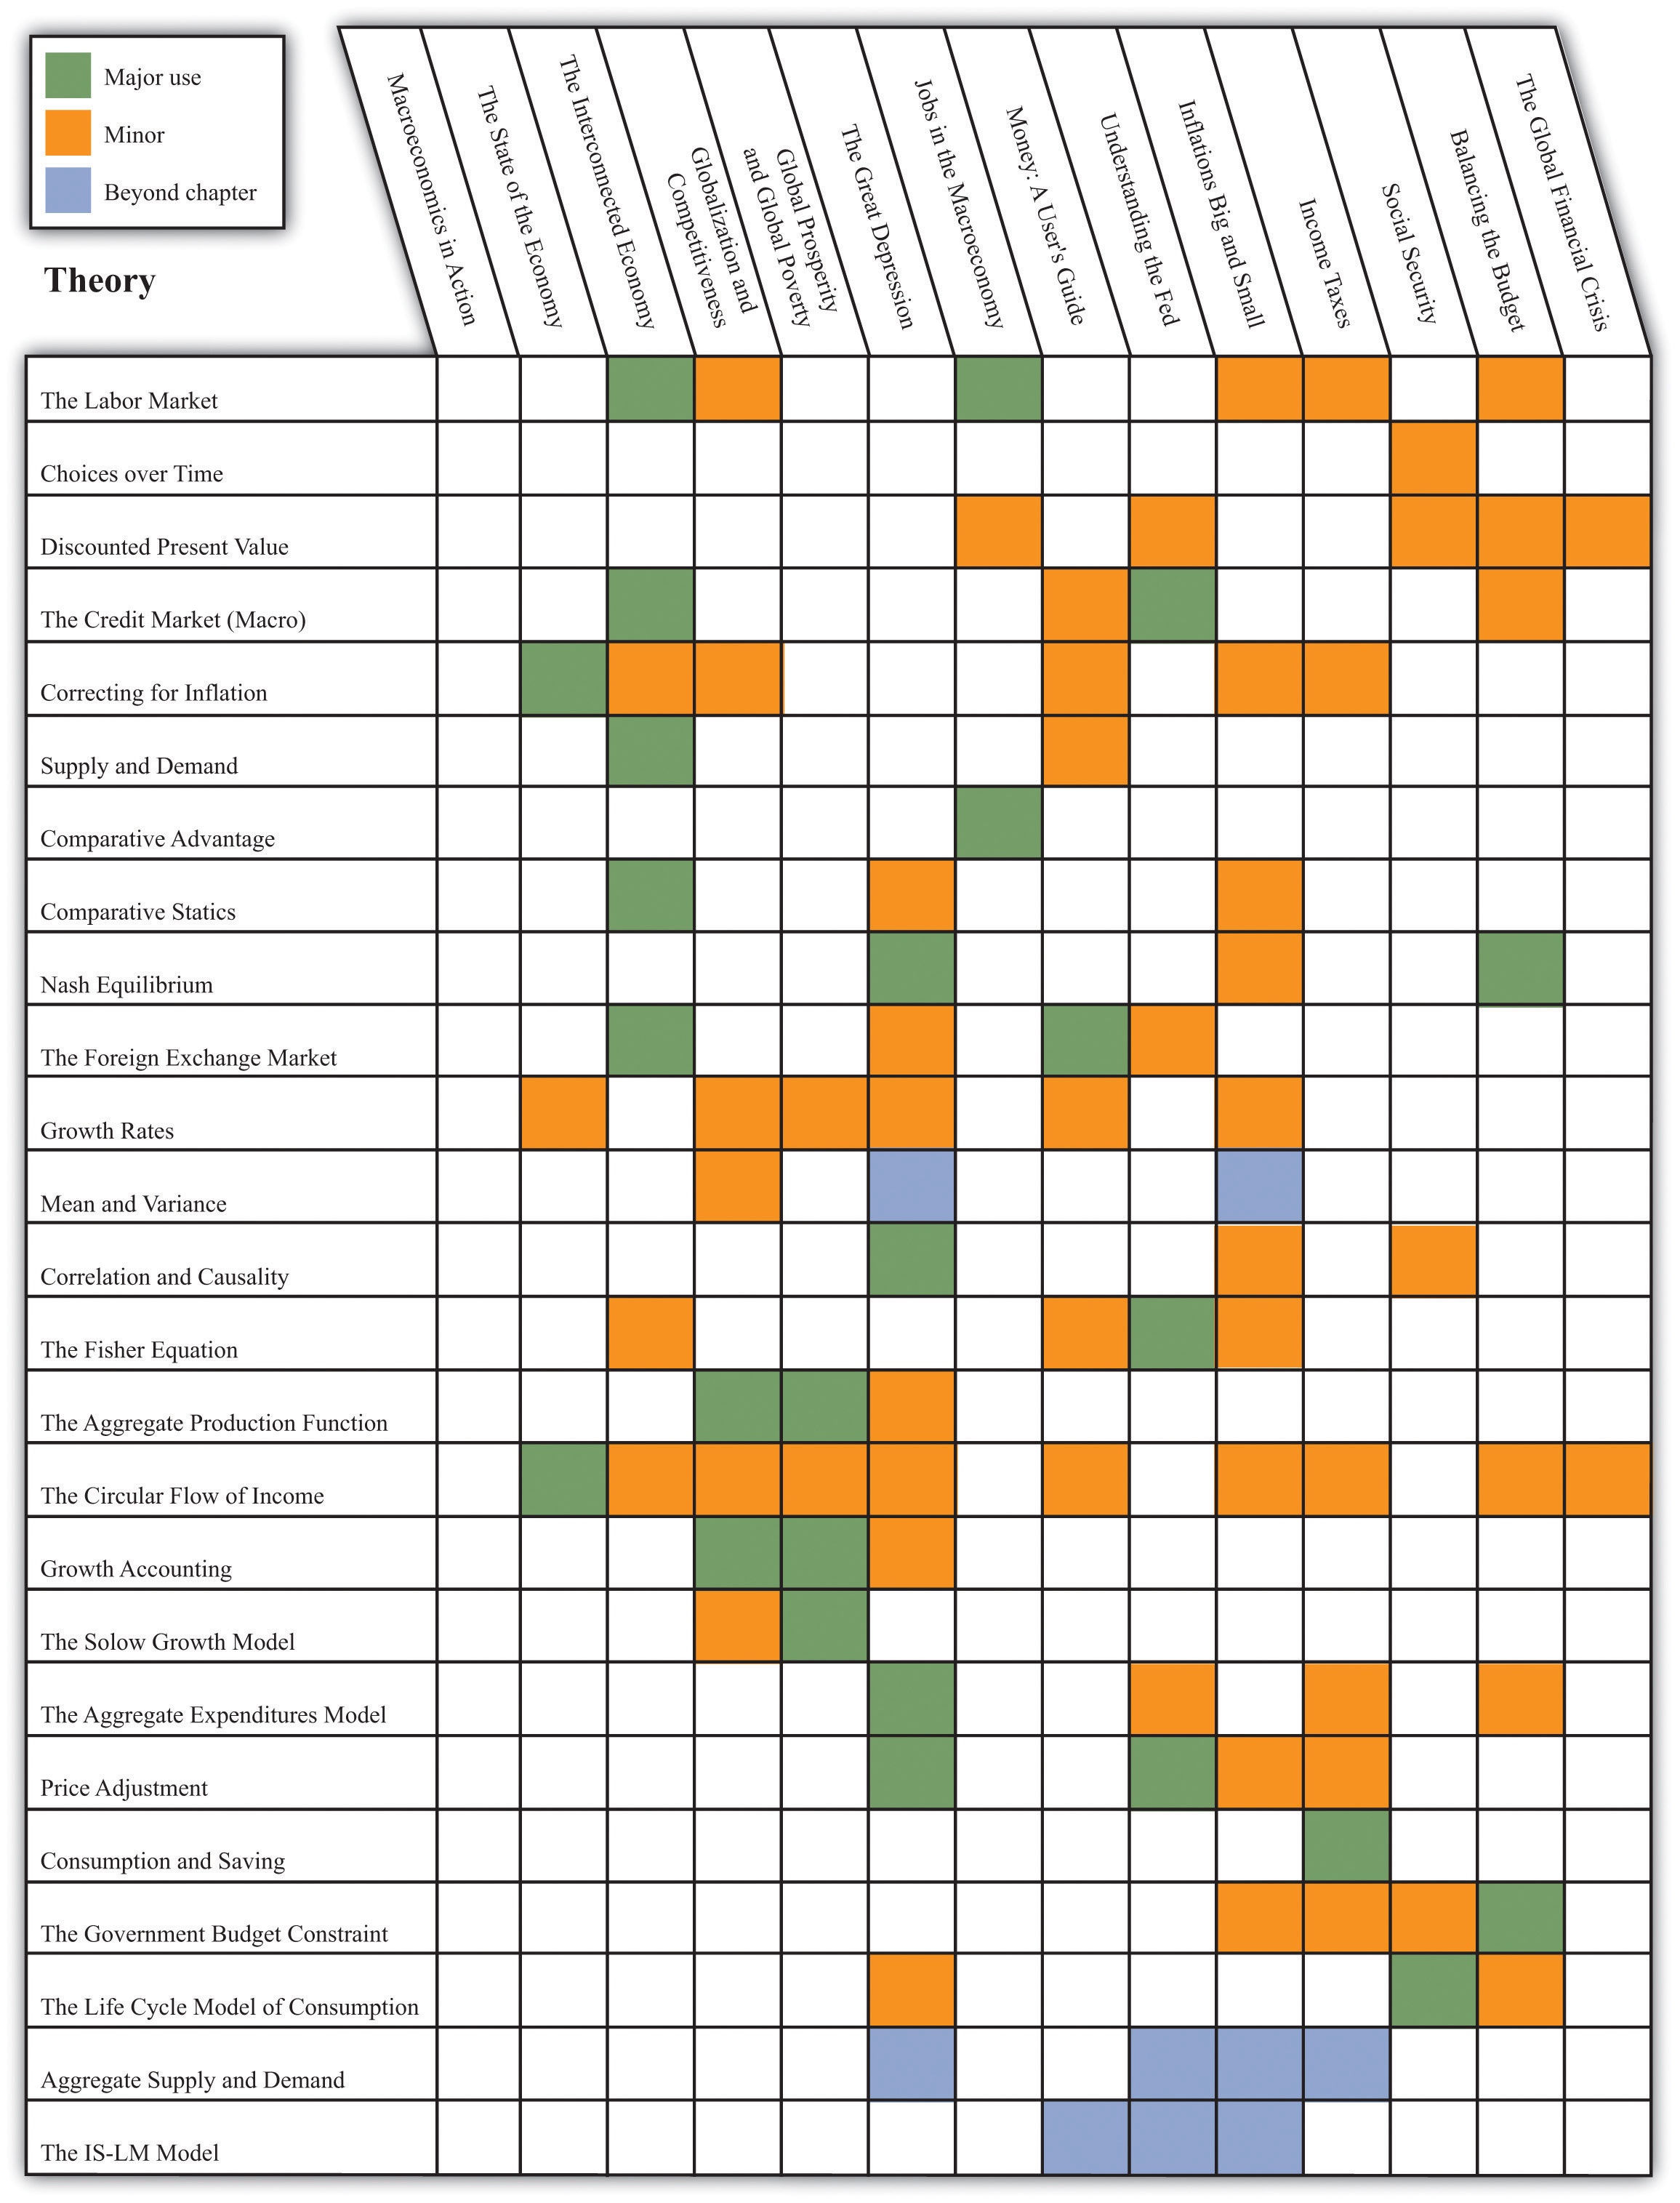 Major use
Minor
Beyond chapter
Theory
Macroeconomics in Action
The State of the Economy
The Interconnected Economy
Globalization and
Competitiveness
Global Prosperity
and Global Poverty
The Great Depression
Jobs in the Macroeconomy
Money: A User's Guide
Understanding the Fed
Inflations Big and Small
Income Taxes
Social Security
Balancing the Budget
The Global Financial Crisis
The Labor Market
Choices over Time
Discounted Present Value
The Credit Market (Macro)
Correcting for Inflation
Supply and Demand
Comparative Advantage
Comparative Statics
Nash Equilibrium
The Foreign Exchange Market
Growth Rates
Mean and Variance
Correlation and Causality
The Fisher Equation
The Aggregate Production Function
The Circular Flow of Income
Growth Accounting
The Solow Growth Model
The Aggregate Expenditures Model
Price Adjustment
Consumption and Saving
The Government Budget Constraint
The Life Cycle Model of Consumption
Aggregate Supply and Demand
The IS-LM Model